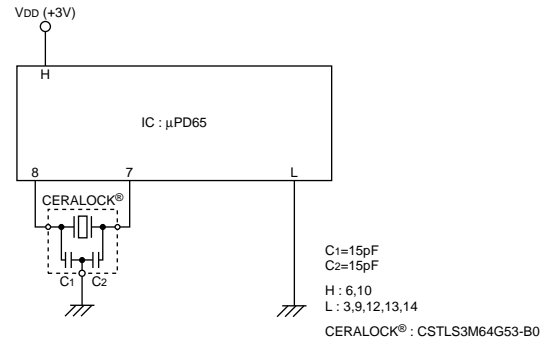 VDD (+3V)
H
IC : μPD65
8 7 L
CERALOCK®
C1 C2
C1=15pF
C2=15pF
H : 6,10
L : 3,9,12,13,14
CERALOCK® : CSTLS3M64G53-B0